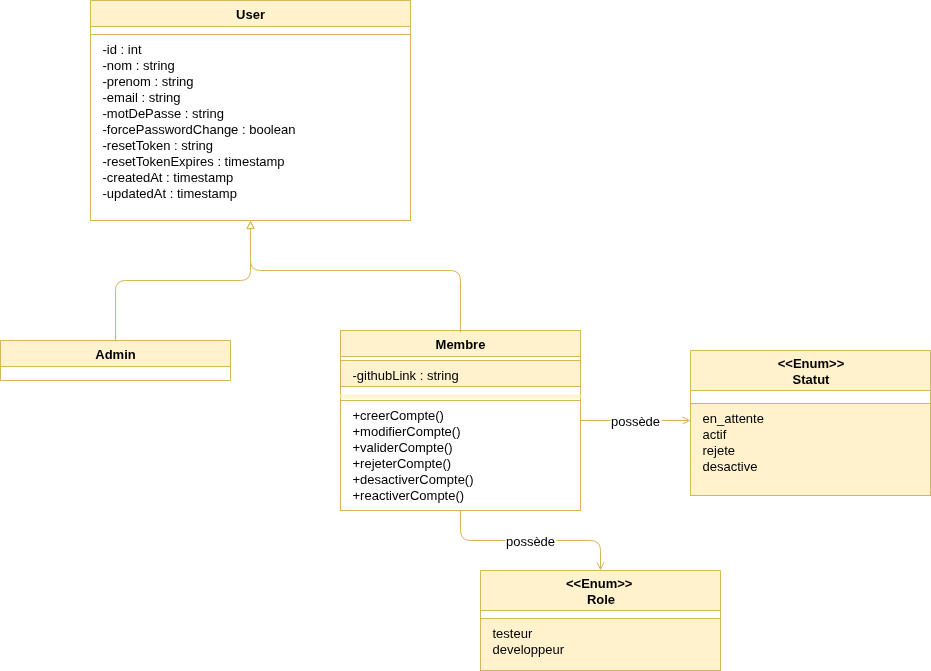 User
-id : int
-nom : string
-prenom : string
-email : string
-motDePasse : string
-forcePasswordChange : boolean
-resetToken : string
-resetTokenExpires : timestamp
-createdAt : timestamp
-updatedAt : timestamp
Admin
Membre
-githubLink : string
+creerCompte()
+modifierCompte()
+validerCompte()
+rejeterCompte()
+desactiverCompte()
+reactiverCompte()
possède
<<Enum>>
Statut
en_attente
actif
rejete
desactive
possède
<<Enum>>
Role
testeur
developpeur